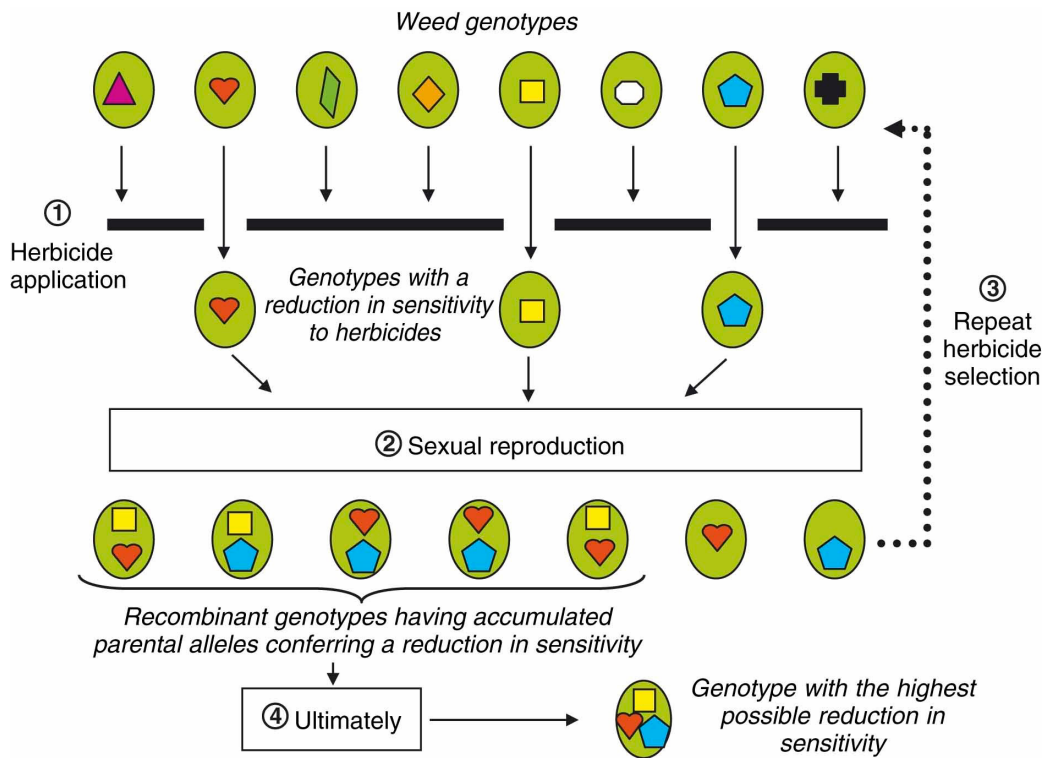 Weed genotypes
①
Herbicide
application
Genotypes with a
reduction in sensitivity
to herbicides
③
Repeat
herbicide
selection
② Sexual reproduction
Recombinant genotypes having accumulated
parental alleles conferring a reduction in sensitivity
④ Ultimately
Genotype with the highest
possible reduction in
sensitivity